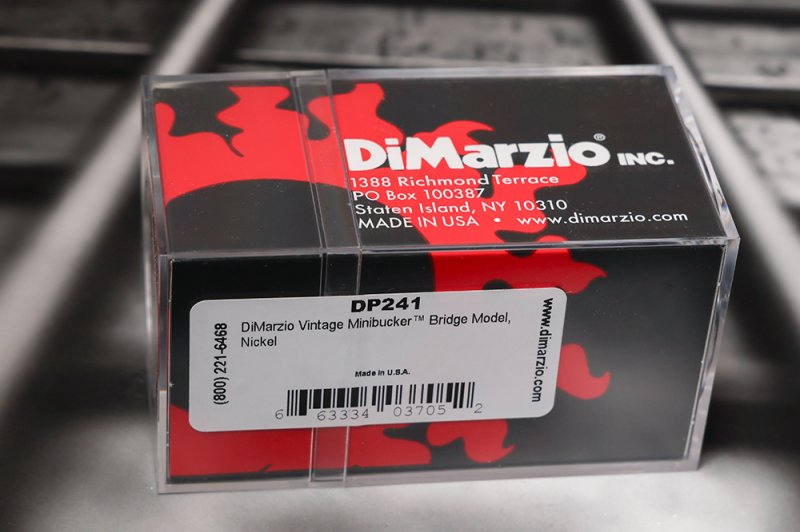 DiMarzio® INC.
1388 Richmond Terrace
PO Box 100387
Staten Island, NY 10310
MADE IN USA • www.dimarzio.com
DP241
DiMarzio Vintage Minibucker™ Bridge Model,
Nickel
(800) 221-6468
www.dimarzio.com
Made in U.S.A.
6 63334 03705 2